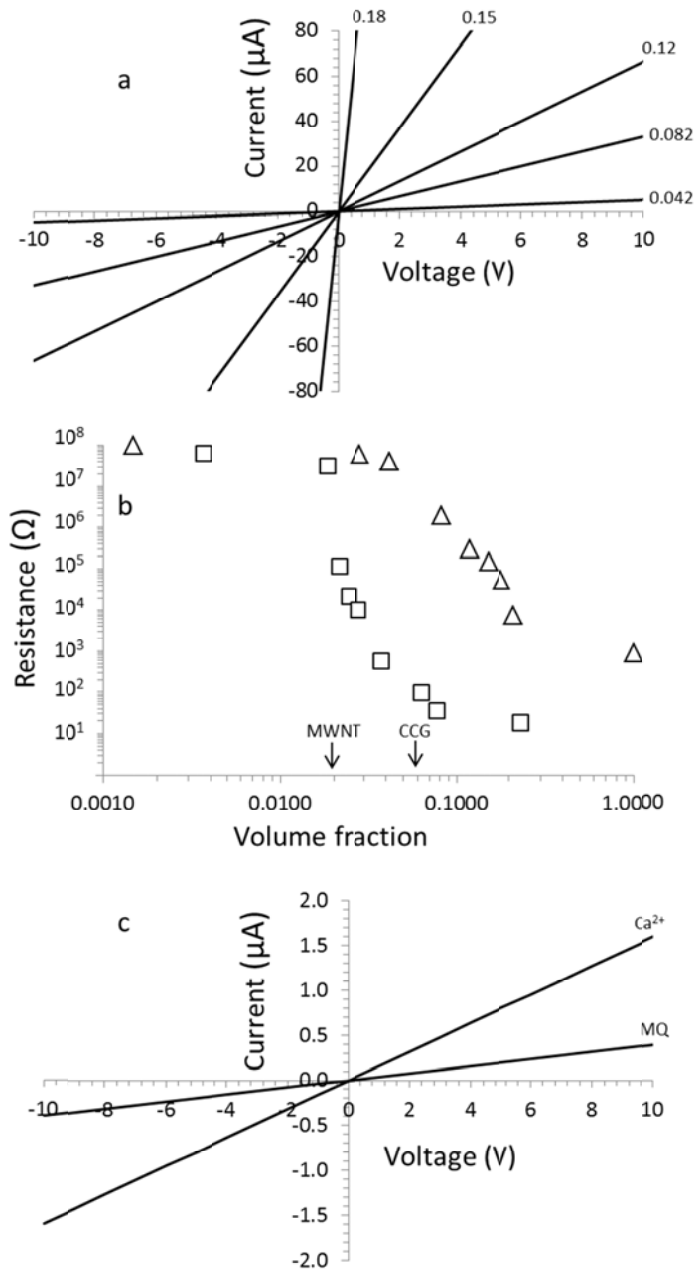 80
0.18
0.15
a
60
0.12
40
0.082
20
0.042
0
-10 -8 -6 -4 -2 0 2 4 6 8 10
-20
-40
-60
-80
Current (μA)
Voltage (V)
10⁸
10⁷
b
10⁶
10⁵
10⁴
10³
10²
10¹
MWNT CCG
0.0010 0.0100 0.1000 1.0000
Resistance (Ω)
Volume fraction
2.0
c
Ca²⁺
1.5
1.0
MQ
0.5
0.0
-10 -8 -6 -4 -2 0 2 4 6 8 10
-0.5
-1.0
-1.5
-2.0
Current (μA)
Voltage (V)